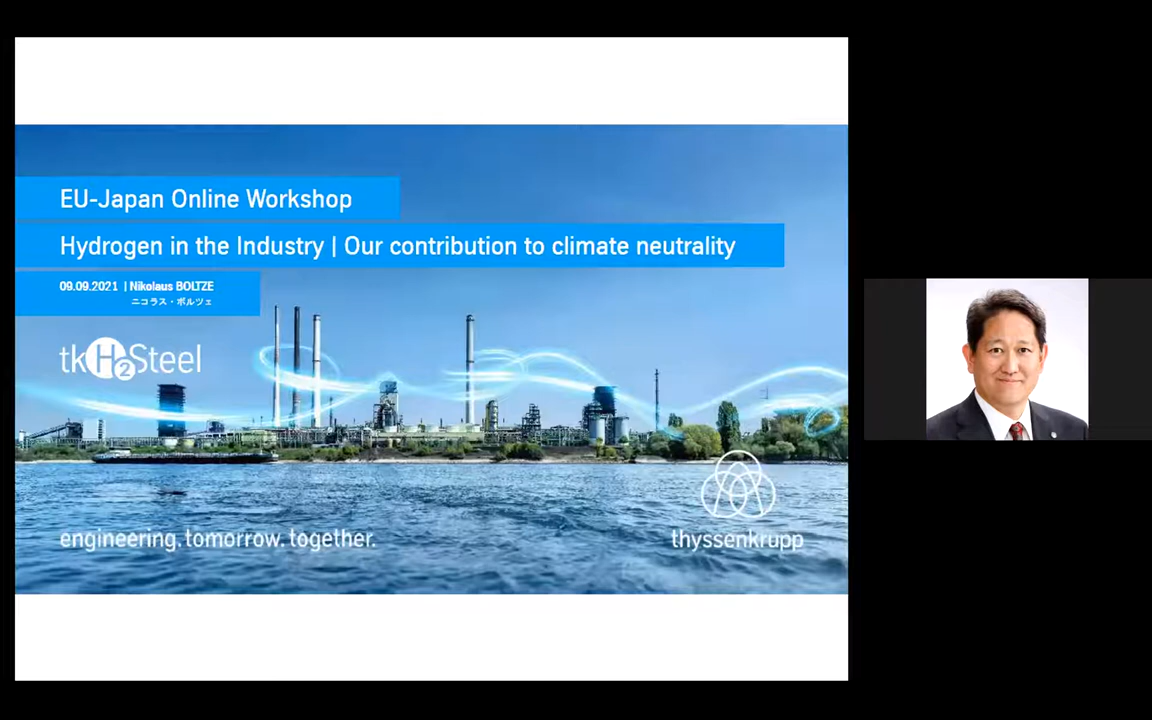 EU-Japan Online Workshop
Hydrogen in the Industry | Our contribution to climate neutrality
09.09.2021 | Nikolaus BOLTZE
ニコラス・ボルツェ
tkH2Steel
engineering.tomorrow.together.
thyssenkrupp